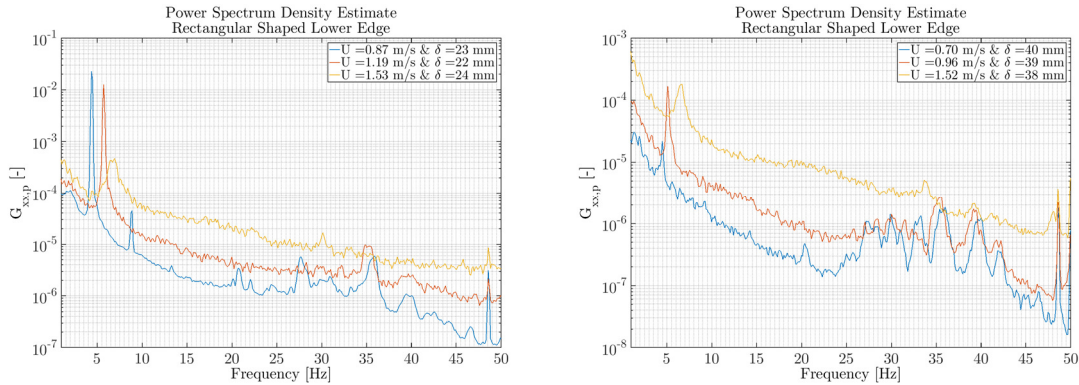 Power Spectrum Density Estimate
Rectangular Shaped Lower Edge
U =0.87 m/s & δ =23 mm
U =1.19 m/s & δ =22 mm
U =1.53 m/s & δ =24 mm
10^-1
10^-2
10^-3
10^-4
10^-5
10^-6
10^-7
G_xx,p [-]
5 10 15 20 25 30 35 40 45 50
Frequency [Hz]
Power Spectrum Density Estimate
Rectangular Shaped Lower Edge
U =0.70 m/s & δ =40 mm
U =0.96 m/s & δ =39 mm
U =1.52 m/s & δ =38 mm
10^-3
10^-4
10^-5
10^-6
10^-7
10^-8
G_xx,p [-]
5 10 15 20 25 30 35 40 45 50
Frequency [Hz]